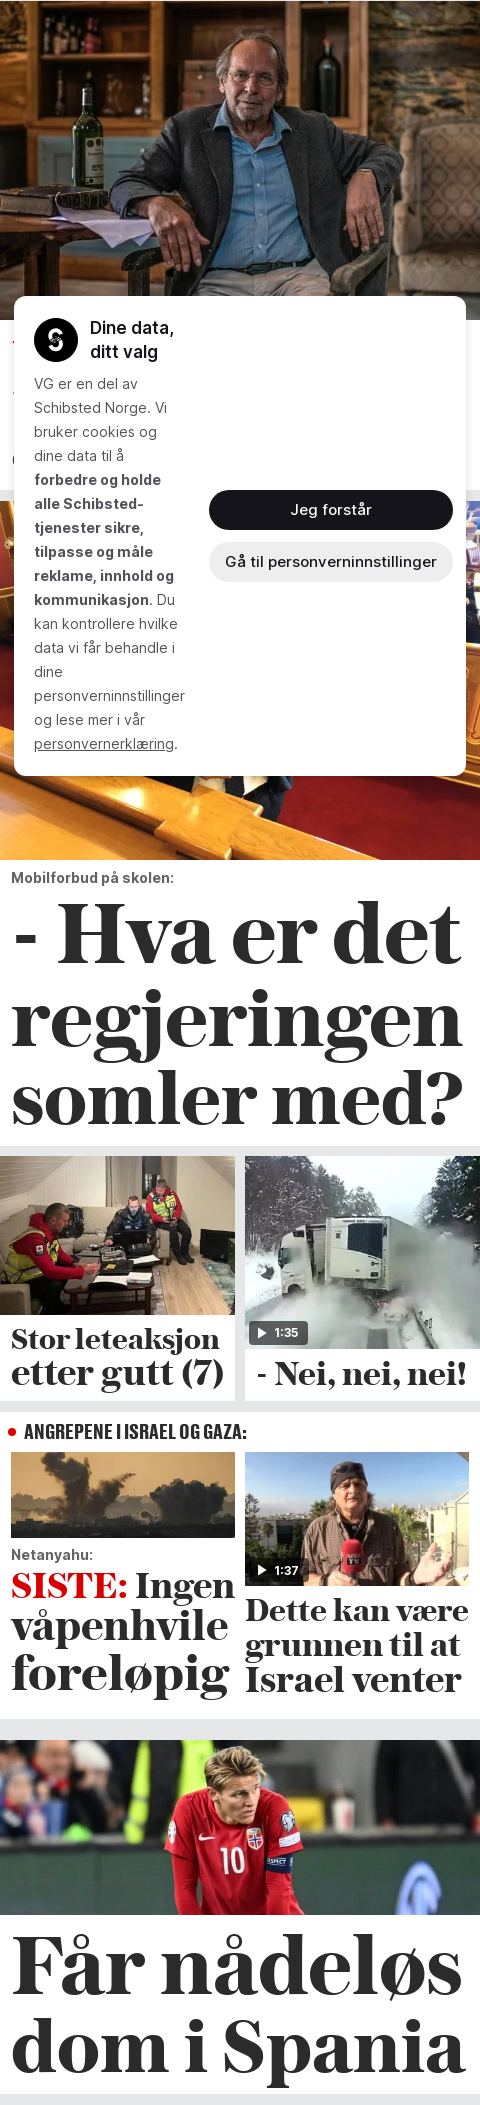 Dine data,
ditt valg
VG er en del av
Schibsted Norge. Vi
bruker cookies og
dine data til å
forbedre og holde
alle Schibsted-
tjenester sikre,
tilpasse og måle
reklame, innhold og
kommunikasjon. Du
kan kontrollere hvilke
data vi får behandle i
dine
personverninnstillinger
og lese mer i vår
personvernerklæring.
Jeg forstår
Gå til personverninnstillinger
Mobilforbud på skolen:
- Hva er det
regjeringen
somler med?
Stor leteaksjon
etter gutt (7)
1:35
- Nei, nei, nei!
ANGREPENE I ISRAEL OG GAZA:
Netanyahu:
SISTE: Ingen
våpenhvile
foreløpig
1:37
Dette kan være
grunnen til at
Israel venter
10
RESPECT
Får nådeløs
dom i Spania